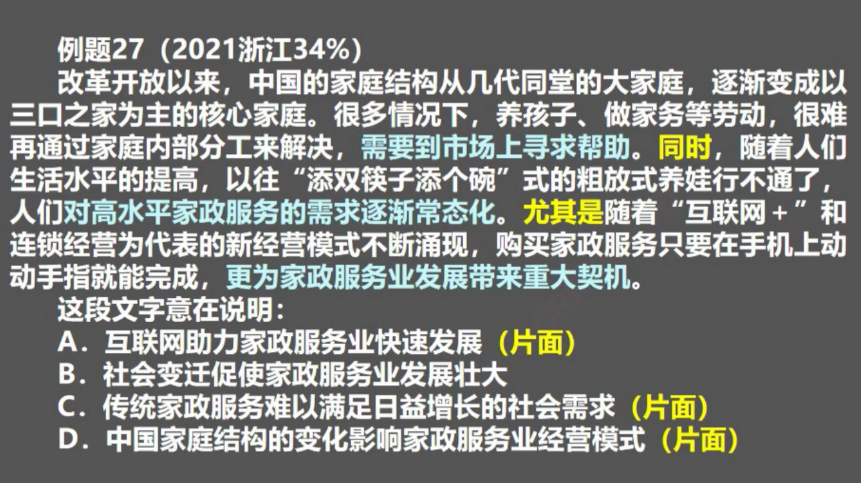 例题27（2021浙江34%）
改革开放以来，中国的家庭结构从几代同堂的大家庭，逐渐变成以
三口之家为主的核心家庭。很多情况下，养孩子、做家务等劳动，很难
再通过家庭内部分工来解决，需要到市场上寻求帮助。同时，随着人们
生活水平的提高，以往“添双筷子添个碗”式的粗放式养娃行不通了，
人们对高水平家政服务的需求逐渐常态化。尤其是随着“互联网＋”和
连锁经营为代表的新经营模式不断涌现，购买家政服务只要在手机上动
动手指就能完成，更为家政服务业发展带来重大契机。
这段文字意在说明：
A．互联网助力家政服务业快速发展（片面）
B．社会变迁促使家政服务业发展壮大
C．传统家政服务难以满足日益增长的社会需求（片面）
D．中国家庭结构的变化影响家政服务业经营模式（片面）